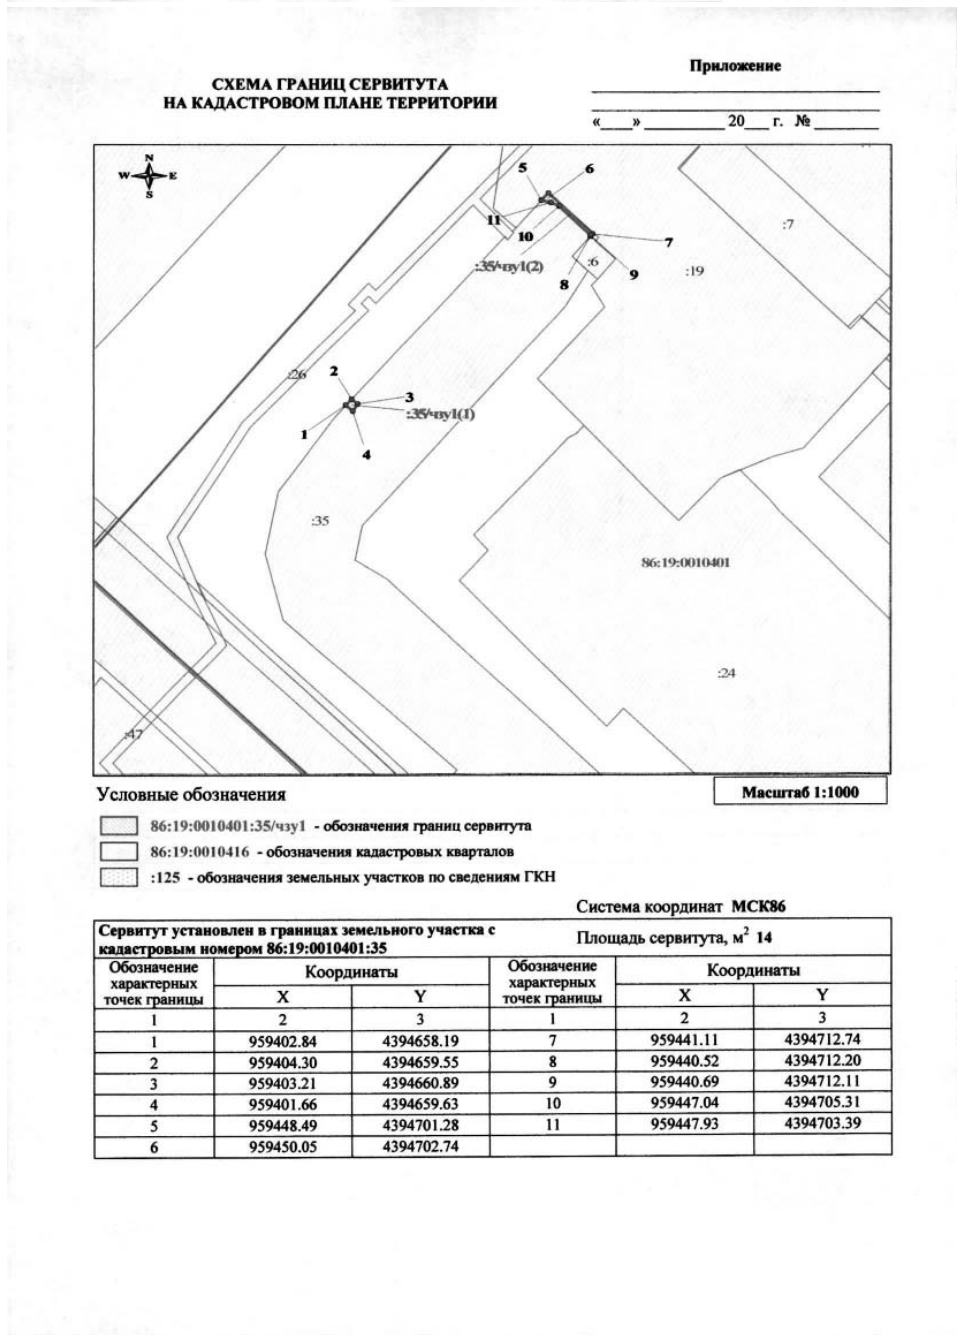 Приложение
СХЕМА ГРАНИЦ СЕРВИТУТА
НА КАДАСТРОВОМ ПЛАНЕ ТЕРРИТОРИИ
«____» ____________ 20___ г. № __________
N
W E
S
5 6
:7
11
10 7
:35/чзу1(2) :6 :19
8 9
2 :26
3
:35/чзу1(1)
1
4
:35
86:19:0010401
:24
:47
Условные обозначения
Масштаб 1:1000
86:19:0010401:35/чзу1 - обозначения границ сервитута
86:19:0010416 - обозначения кадастровых кварталов
:125 - обозначения земельных участков по сведениям ГКН
Система координат МСК86
Сервитут установлен в границах земельного участка с
кадастровым номером 86:19:0010401:35
Площадь сервитута, м² 14
Обозначение характерных точек границы Координаты Обозначение характерных точек границы Координаты
X Y X Y
1 2 3 1 2 3
1 959402.84 4394658.19 7 959441.11 4394712.74
2 959404.30 4394659.55 8 959440.52 4394712.20
3 959403.21 4394660.89 9 959440.69 4394712.11
4 959401.66 4394659.63 10 959447.04 4394705.31
5 959448.49 4394701.28 11 959447.93 4394703.39
6 959450.05 4394702.74